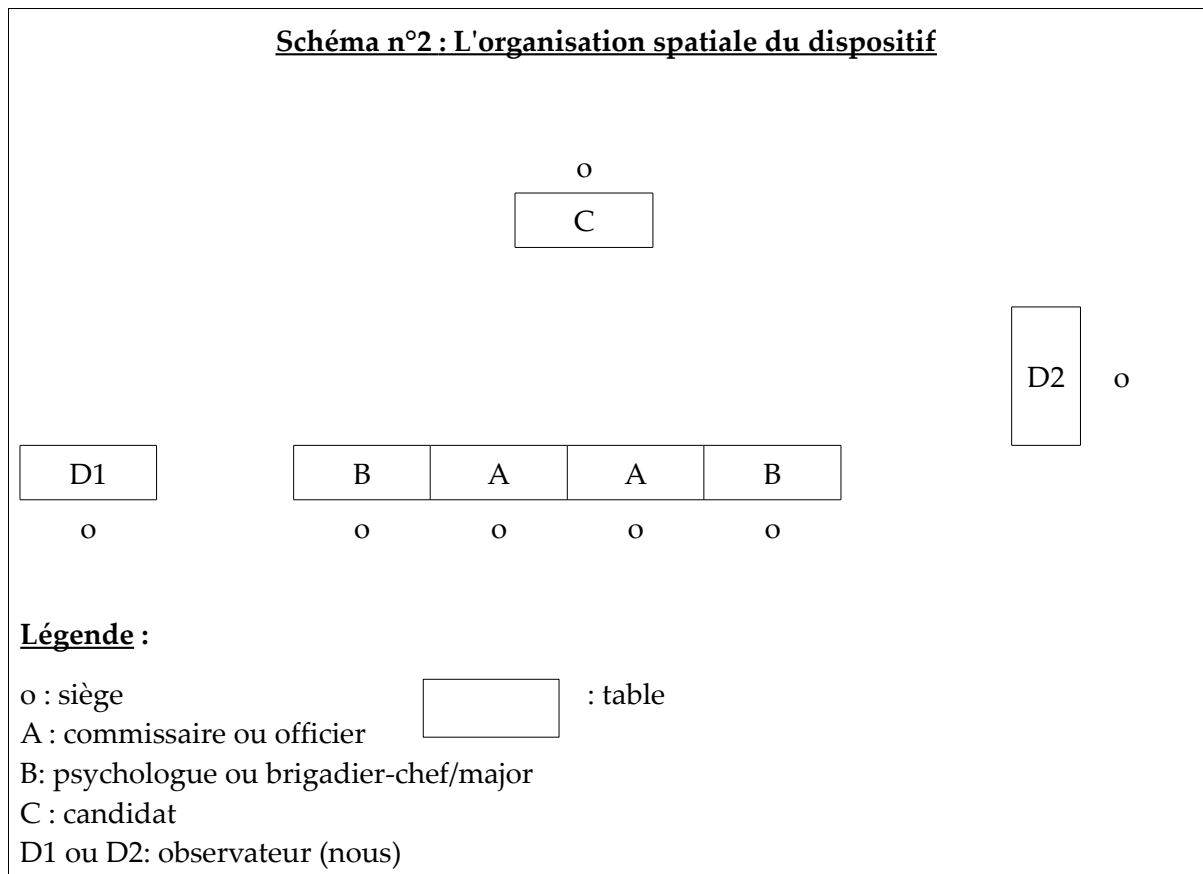 Schéma n°2 : L'organisation spatiale du dispositif
o
C
D2 o
D1 B A A B
o o o o o
Légende :
o : siège : table
A : commissaire ou officier
B: psychologue ou brigadier-chef/major
C : candidat
D1 ou D2: observateur (nous)